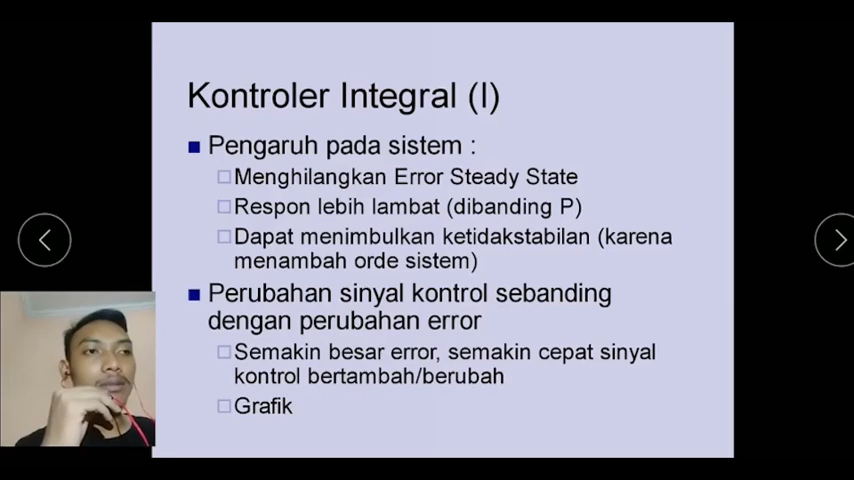 Kontroler Integral (I)
Pengaruh pada sistem :
Menghilangkan Error Steady State
Respon lebih lambat (dibanding P)
Dapat menimbulkan ketidakstabilan (karena
menambah orde sistem)
Perubahan sinyal kontrol sebanding
dengan perubahan error
Semakin besar error, semakin cepat sinyal
kontrol bertambah/berubah
Grafik